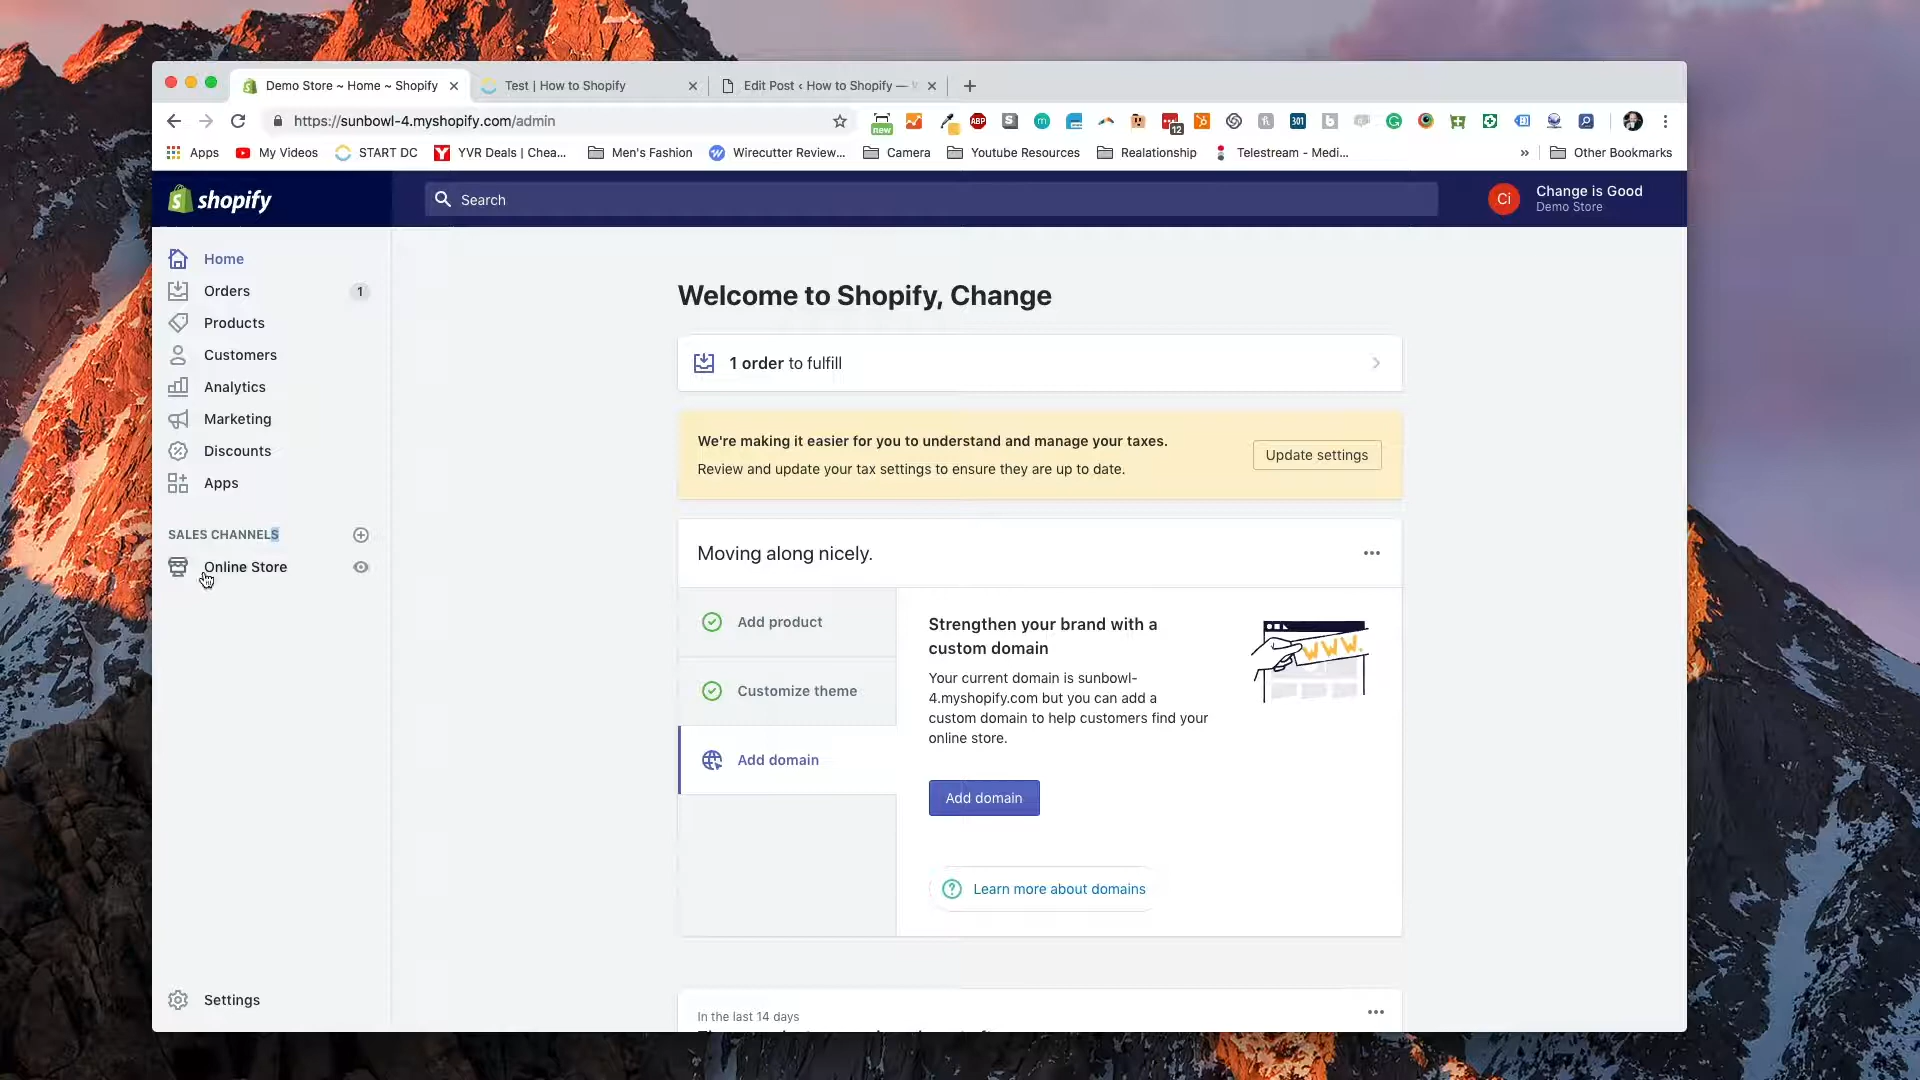 Demo Store ~ Home ~ Shopify
Test | How to Shopify
Edit Post ‹ How to Shopify —
https://sunbowl-4.myshopify.com/admin
new
ABP
12
301
Apps
My Videos
START DC
YVR Deals | Chea...
Men's Fashion
Wirecutter Review...
Camera
Youtube Resources
Realationship
Telestream - Medi...
»
Other Bookmarks
shopify
Search
Ci
Change is Good
Demo Store
Home
Orders
1
Products
Customers
Analytics
Marketing
Discounts
Apps
SALES CHANNELS
Online Store
Settings
Welcome to Shopify, Change
1 order to fulfill
We're making it easier for you to understand and manage your taxes.
Review and update your tax settings to ensure they are up to date.
Update settings
Moving along nicely.
Add product
Customize theme
Add domain
Strengthen your brand with a
custom domain
Your current domain is sunbowl-
4.myshopify.com but you can add a
custom domain to help customers find your
online store.
WWW.
Add domain
Learn more about domains
In the last 14 days